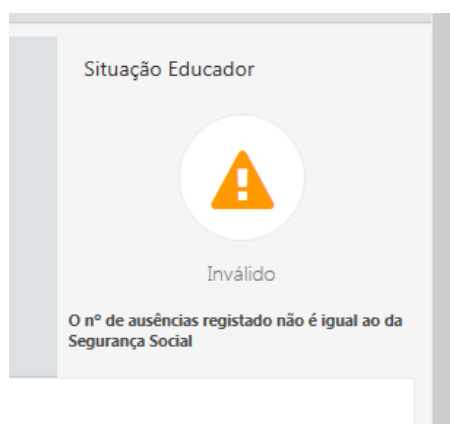 Situação Educador
Inválido
O nº de ausências registado não é igual ao da
Segurança Social